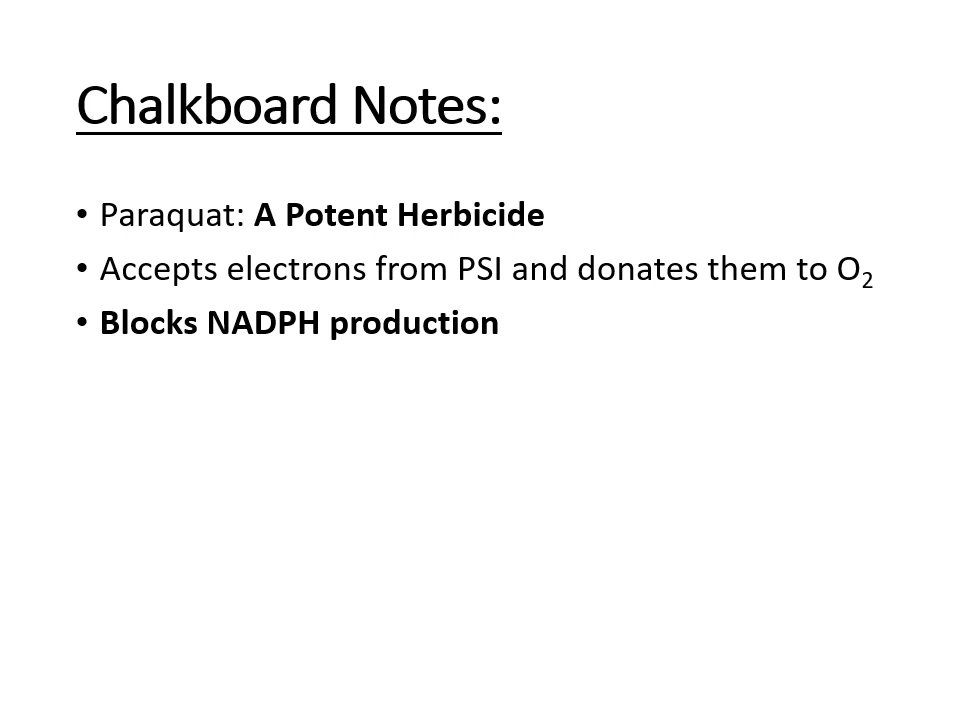 Chalkboard Notes:
• Paraquat: A Potent Herbicide
• Accepts electrons from PSI and donates them to O₂
• Blocks NADPH production